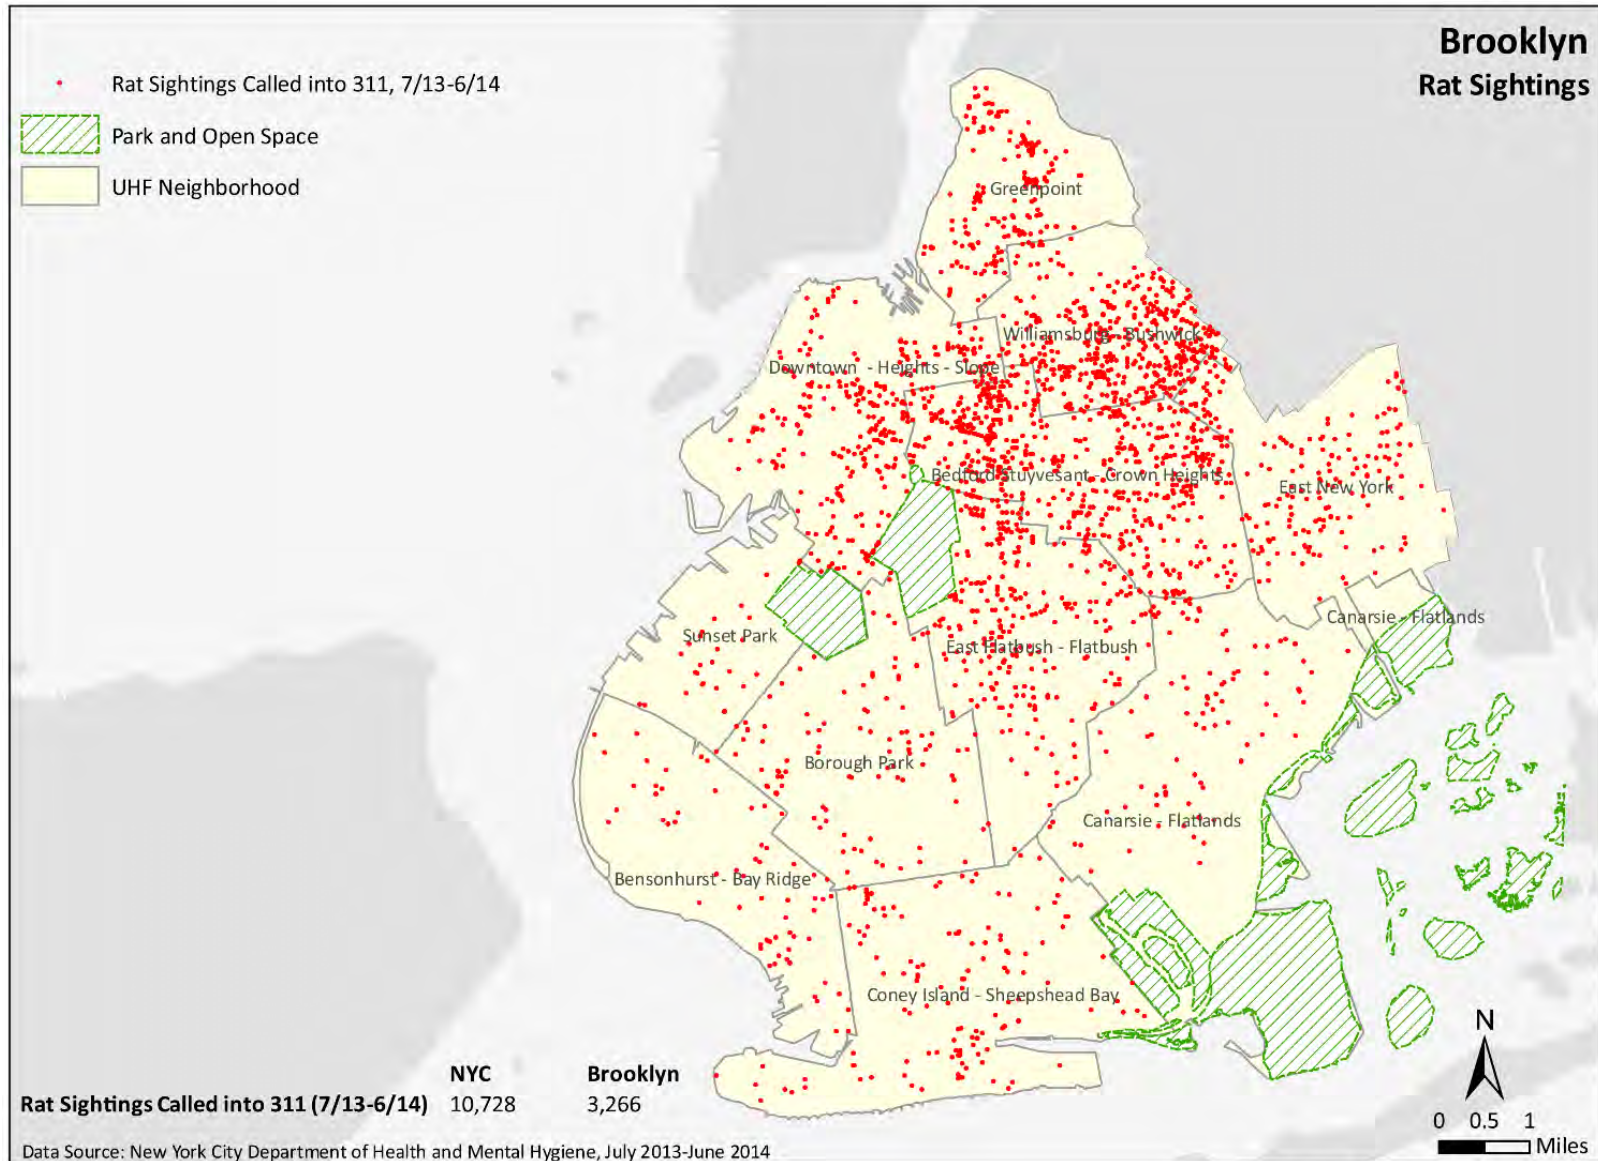 Brooklyn
Rat Sightings
Rat Sightings Called into 311, 7/13-6/14
Park and Open Space
UHF Neighborhood
Greenpoint
Williamsburg - Bushwick
Downtown - Heights - Slope
Bedford Stuyvesant - Crown Heights
East New York
Canarsie - Flatlands
Sunset Park
East Flatbush - Flatbush
Borough Park
Canarsie - Flatlands
Bensonhurst - Bay Ridge
Coney Island - Sheepshead Bay
N
NYC Brooklyn
Rat Sightings Called into 311 (7/13-6/14) 10,728 3,266
0 0.5 1
Miles
Data Source: New York City Department of Health and Mental Hygiene, July 2013-June 2014